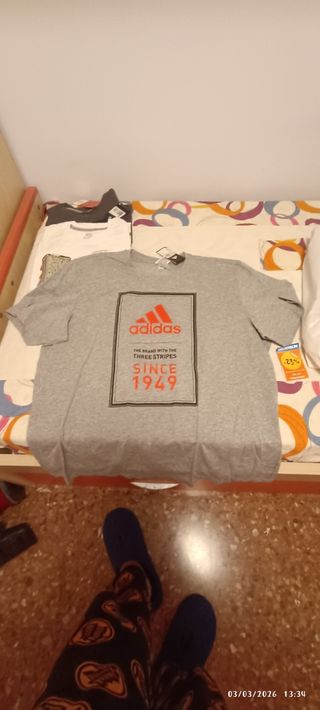 adidas
THE BRAND WITH THE
THREE STRIPES
SINCE
1949
03/03/2026 13:34